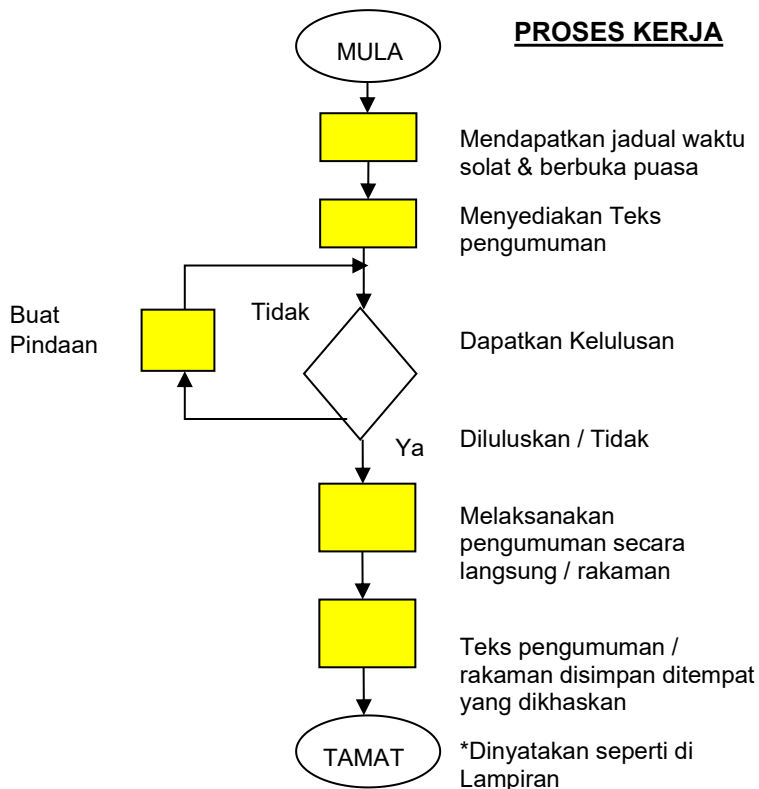 PROSES KERJA
MULA
Mendapatkan jadual waktu
solat & berbuka puasa
Menyediakan Teks
pengumuman
Tidak
Buat
Pindaan
Dapatkan Kelulusan
Ya
Diluluskan / Tidak
Melaksanakan
pengumuman secara
langsung / rakaman
Teks pengumuman /
rakaman disimpan ditempat
yang dikhaskan
TAMAT
*Dinyatakan seperti di
Lampiran